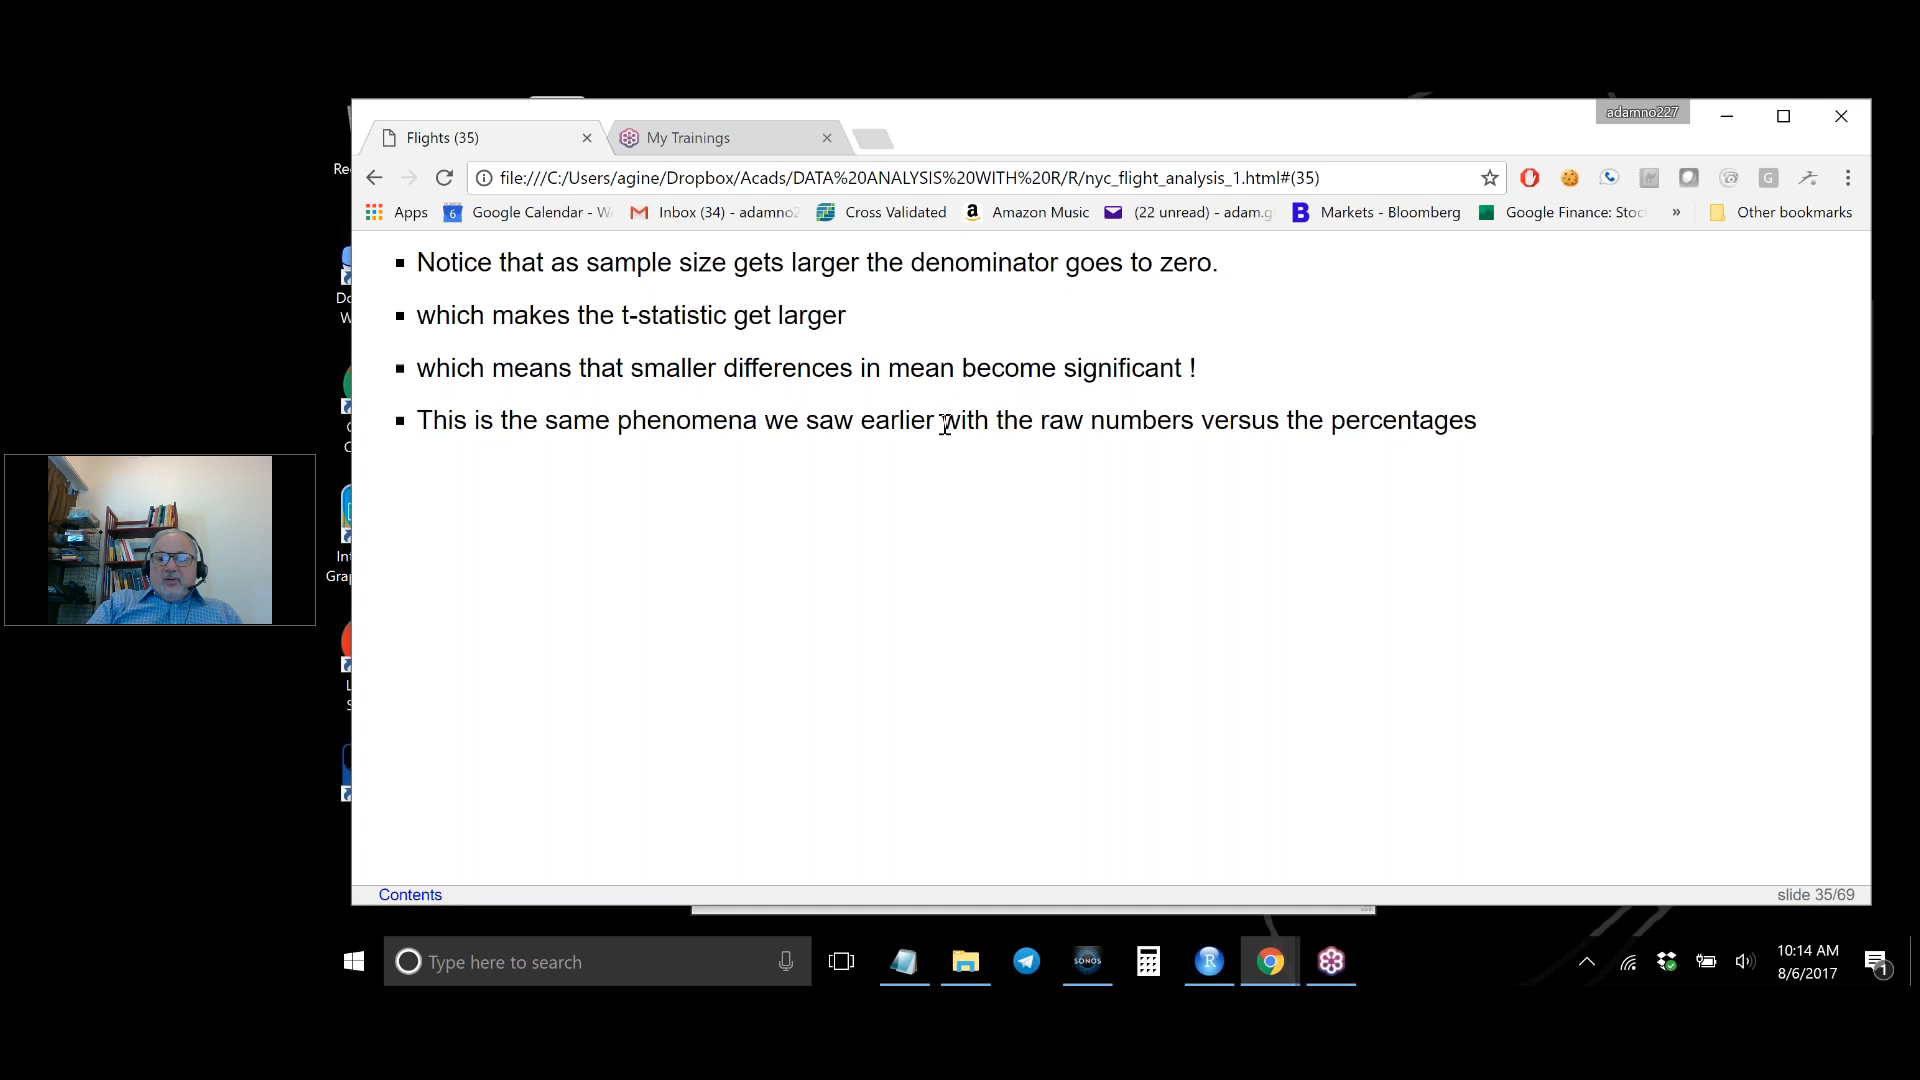 adamno227
Flights (35)
My Trainings
file:///C:/Users/agine/Dropbox/Acads/DATA%20ANALYSIS%20WITH%20R/R/nyc_flight_analysis_1.html#(35)
Apps
6
Google Calendar - W
Inbox (34) - adamno2
Cross Validated
Amazon Music
(22 unread) - adam.g
Markets - Bloomberg
Google Finance: Stoc
»
Other bookmarks
Notice that as sample size gets larger the denominator goes to zero.
which makes the t-statistic get larger
which means that smaller differences in mean become significant !
This is the same phenomena we saw earlier with the raw numbers versus the percentages
Contents
slide 35/69
Type here to search
SONOS
R
10:14 AM
8/6/2017
1